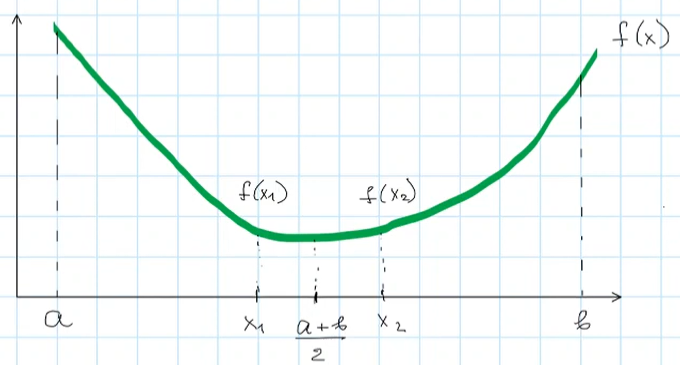 f(x)
f(x₁)
f(x₂)
a
x₁
a+b
2
x₂
b